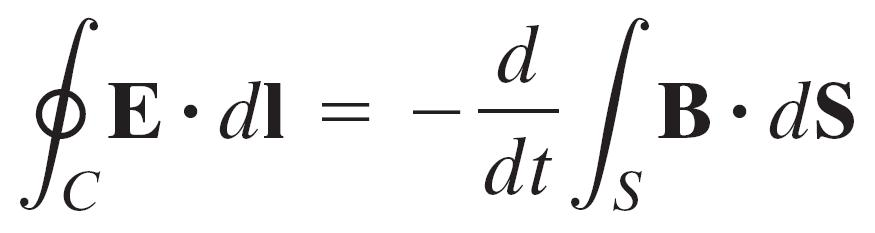 ∮_C E · dl = − d/dt ∫_S B · dS